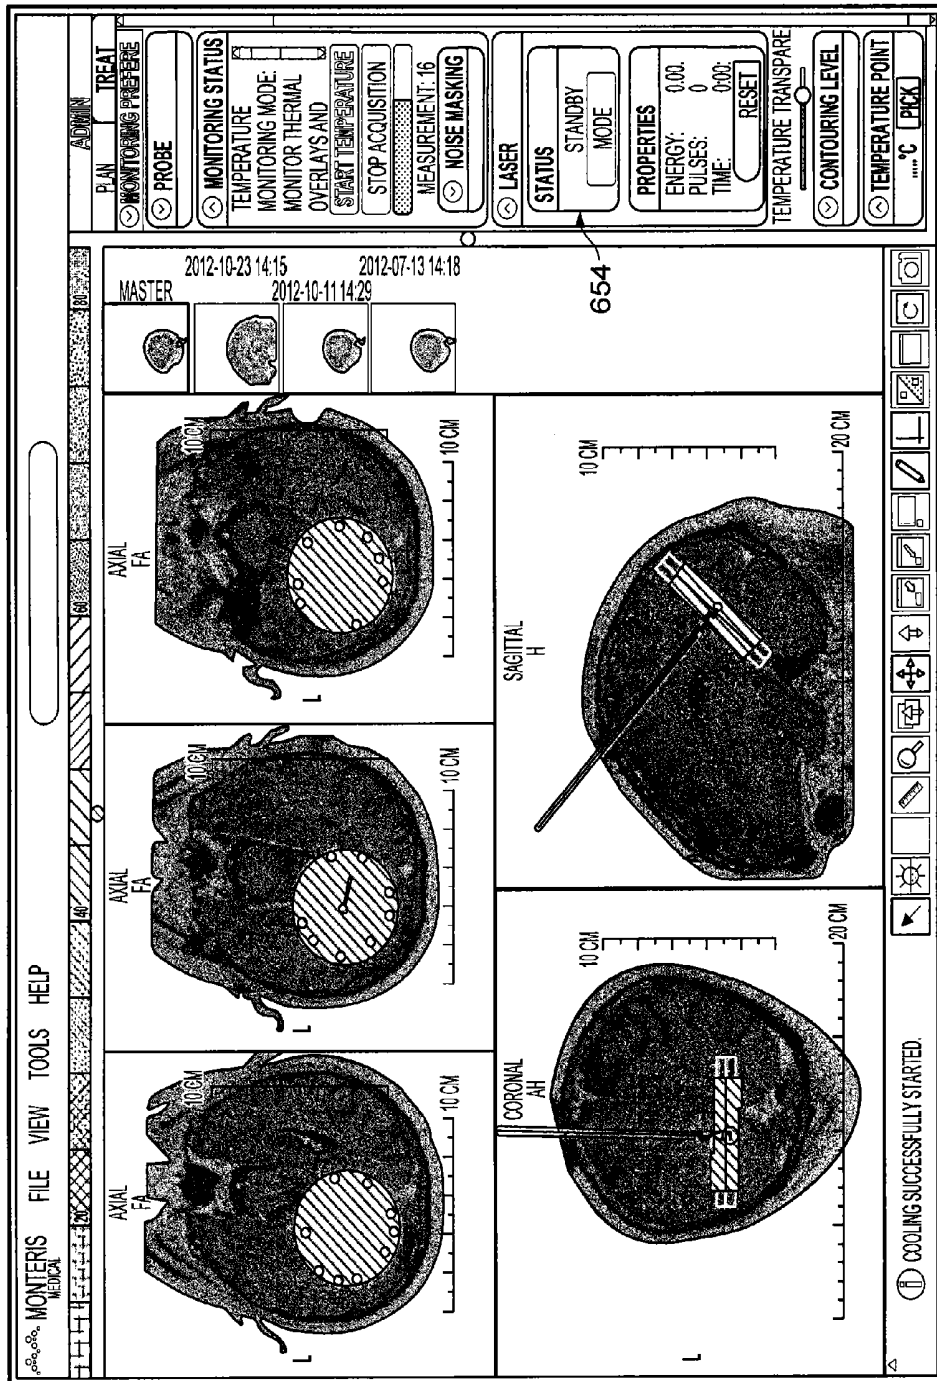 MONTERIS
MEDICAL
FILE VIEW TOOLS HELP
20
40
60
80
ADMIN
PLAN
TREAT
AXIAL
FA
10 CM
10 CM
L
AXIAL
FA
10 CM
10 CM
L
AXIAL
FA
10 CM
10 CM
L
MASTER
2012-10-23 14:15
2012-10-11 14:29
2012-07-13 14:18
CORONAL
AH
10 CM
20 CM
L
SAGITTAL
H
10 CM
20 CM
MONITORING PREFERE
PROBE
MONITORING STATUS
TEMPERATURE
MONITORING MODE:
MONITOR THERMAL
OVERLAYS AND
START TEMPERATURE
STOP ACQUISITION
MEASUREMENT: 16
NOISE MASKING
LASER
STATUS
STANDBY
MODE
654
PROPERTIES
ENERGY: 0.00.
PULSES: 0
TIME: 0:00:
RESET
TEMPERATURE TRANSPARE
CONTOURING LEVEL
TEMPERATURE POINT
......°C PICK
COOLING SUCCESSFULLY STARTED.